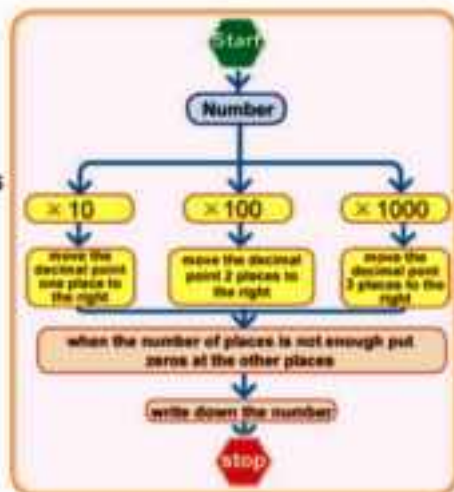 Start
Number
× 10
× 100
× 1000
move the
decimal point
one place to
the right
move the decimal
point 2 places to
the right
move the
decimal point
3 places to the
right
when the number of places is not enough put
zeros at the other places
write down the number
stop